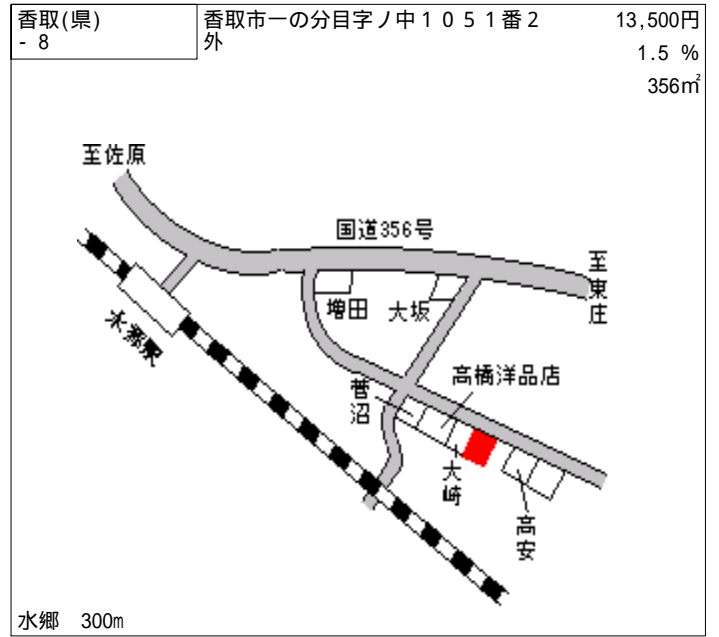 香取(県)
- 8
香取市一の分目字ノ中１０５１番２
外
13,500円
1.5 %
356㎡
至佐原
国道356号
至東庄
増田
大坂
水郷駅
高橋洋品店
菅沼
大崎
高安
水郷 300m